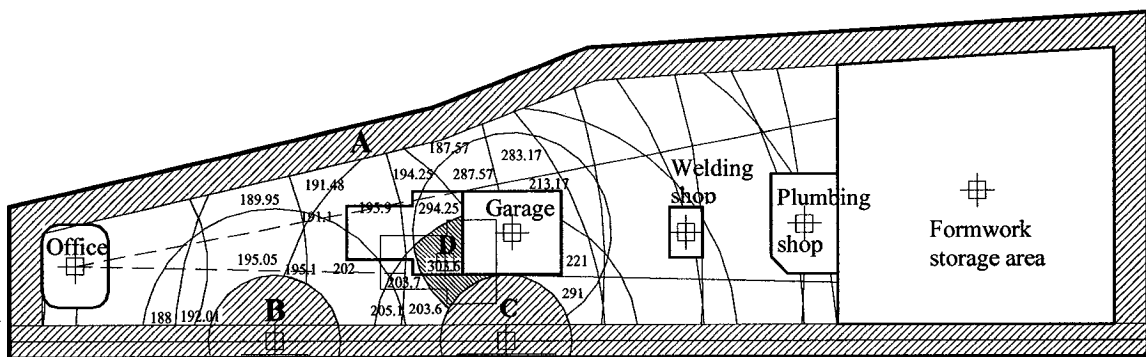 A
187.57
283.17
194.25
287.57
Welding
shop
191.48
213.17
189.95
Plumbing
shop
191.1
195.9
294.25
Garage
Office
D
Formwork
storage area
195.05
195.1
202
303.6
221
203.7
291
188
192.01
B
205.1
203.6
C